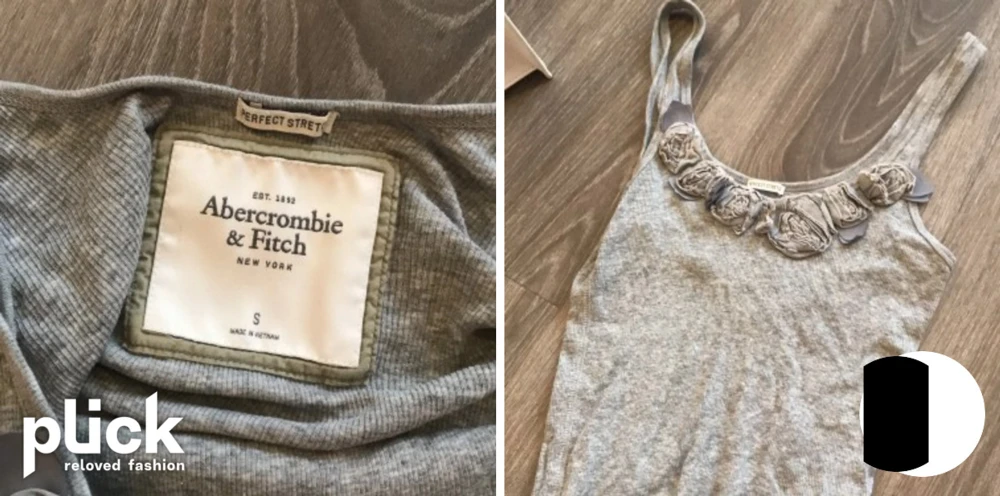 PERFECT STRET
EST. 1892
Abercrombie
& Fitch
NEW YORK
S
MADE IN VIETNAM
plick
reloved fashion